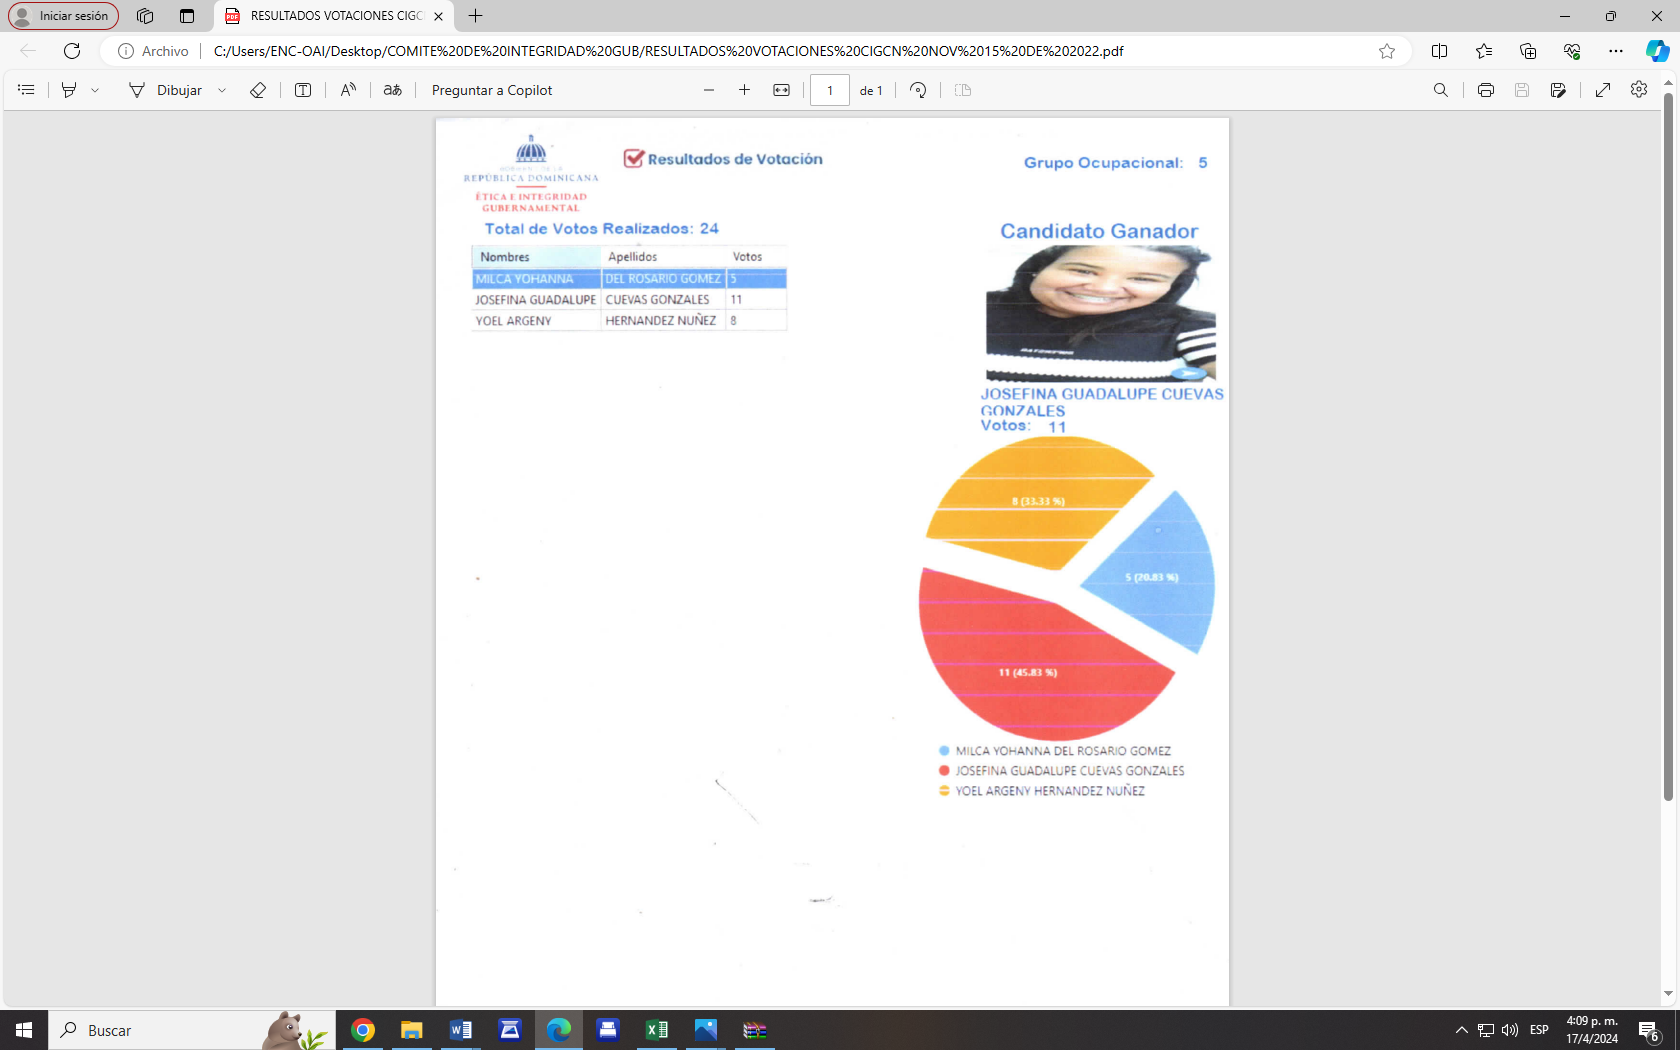 Iniciar sesión
RESULTADOS VOTACIONES CIGC
Archivo
C:/Users/ENC-OAI/Desktop/COMITE%20DE%20INTEGRIDAD%20GUB/RESULTADOS%20VOTACIONES%20CIGCN%20NOV%2015%20DE%202022.pdf
Dibujar
Preguntar a Copilot
1 de 1
Resultados de Votación
Grupo Ocupacional: 5
REPÚBLICA DOMINICANA
ÉTICA E INTEGRIDAD
GUBERNAMENTAL
Total de Votos Realizados: 24
Nombres Apellidos Votos
MILCA YOHANNA DEL ROSARIO GOMEZ 5
JOSEFINA GUADALUPE CUEVAS GONZALES 11
YOEL ARGENY HERNANDEZ NUÑEZ 8
Candidato Ganador
JOSEFINA GUADALUPE CUEVAS
GONZALES
Votos: 11
8 (33.33 %)
5 (20.83 %)
11 (45.83 %)
MILCA YOHANNA DEL ROSARIO GOMEZ
JOSEFINA GUADALUPE CUEVAS GONZALES
YOEL ARGENY HERNANDEZ NUÑEZ
Buscar
ESP
4:09 p. m.
17/4/2024
6